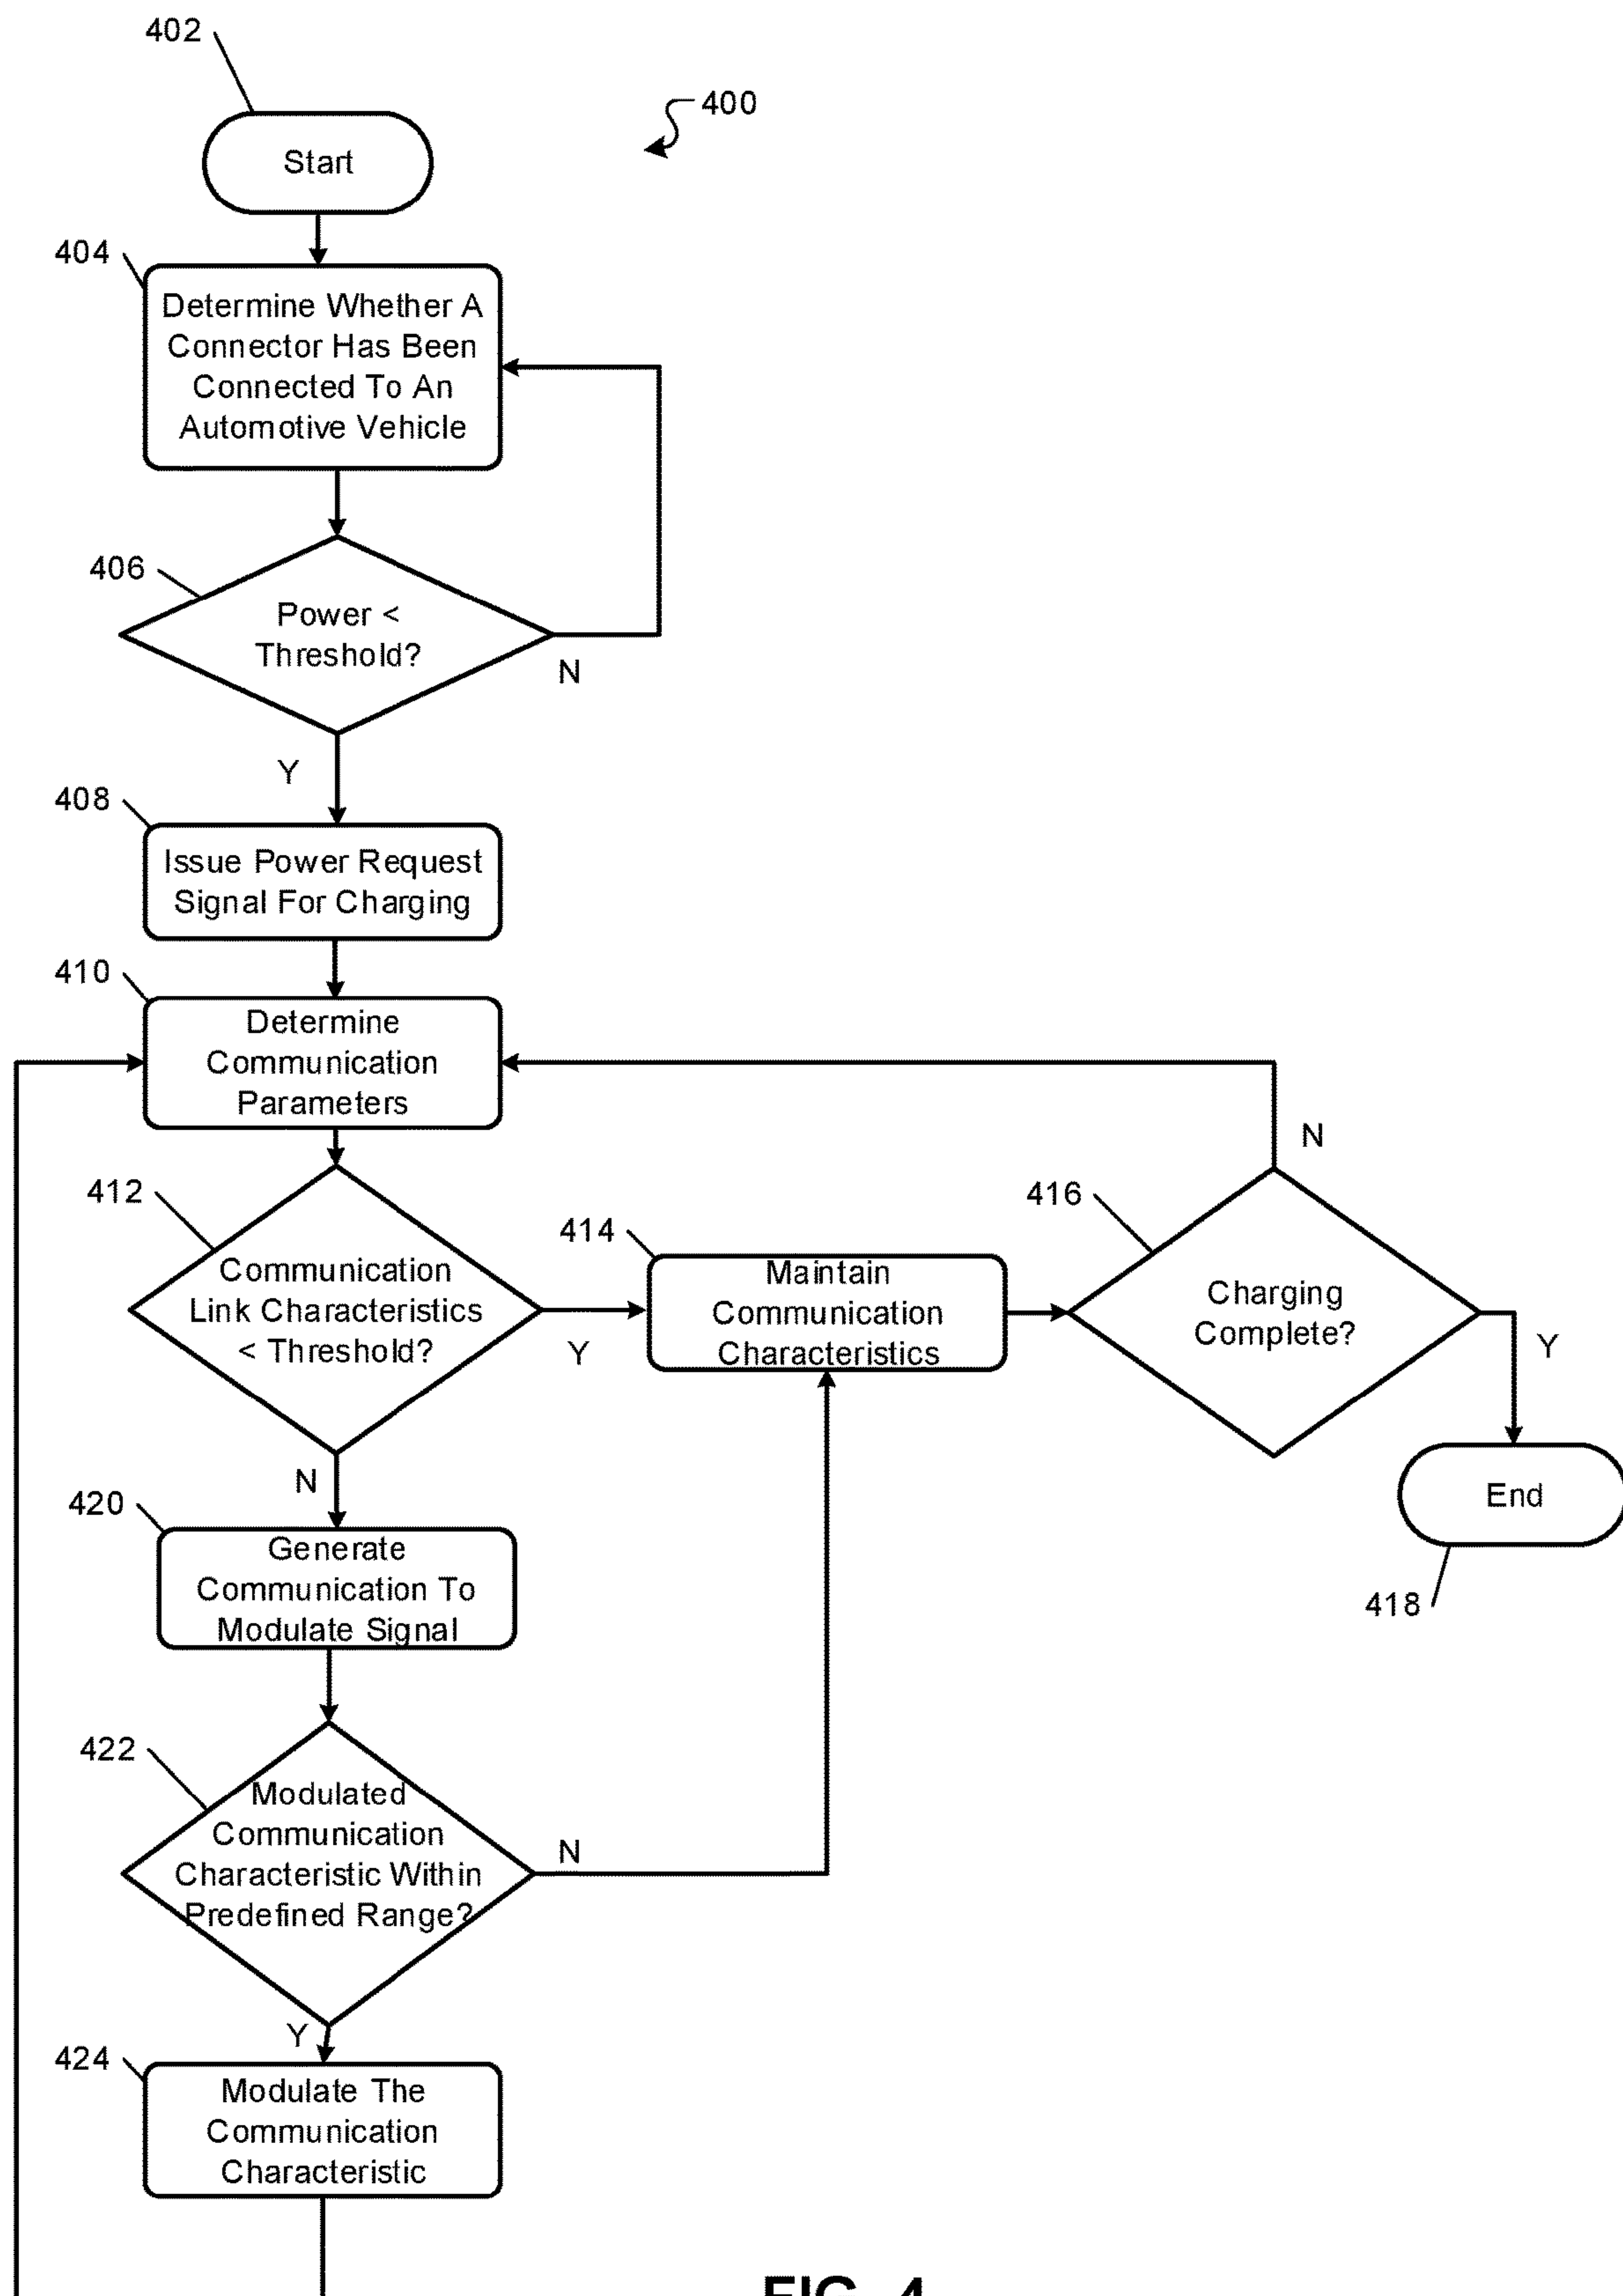 402
400
Start
404
Determine Whether A
Connector Has Been
Connected To An
Automotive Vehicle
406
Power <
Threshold?
N
Y
408
Issue Power Request
Signal For Charging
410
Determine
Communication
Parameters
N
412
Communication
Link Characteristics
< Threshold?
Y
414
Maintain
Communication
Characteristics
416
Charging
Complete?
Y
End
418
N
420
Generate
Communication To
Modulate Signal
422
Modulated
Communication
Characteristic Within
Predefined Range?
N
Y
424
Modulate The
Communication
Characteristic
FIG. 4